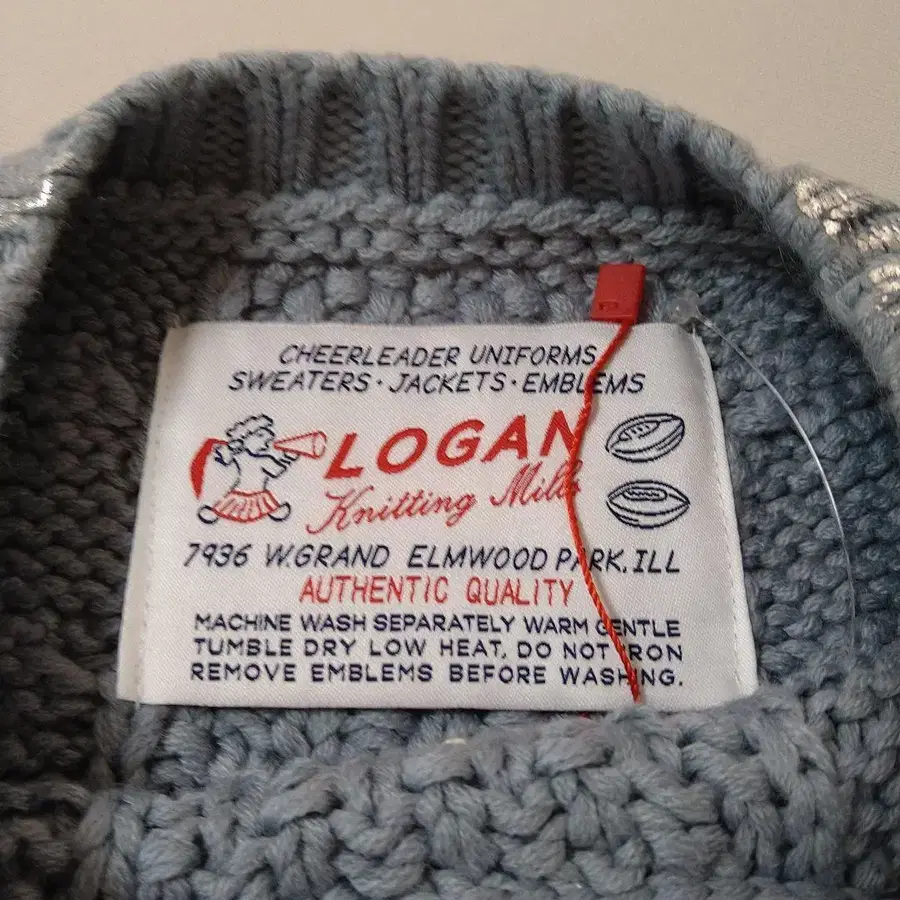 CHEERLEADER UNIFORMS
SWEATERS · JACKETS · EMBLEMS
LOGAN
Knitting Mills
7936 W.GRAND ELMWOOD PARK, ILL
AUTHENTIC QUALITY
MACHINE WASH SEPARATELY WARM GENTLE
TUMBLE DRY LOW HEAT, DO NOT IRON
REMOVE EMBLEMS BEFORE WASHING.